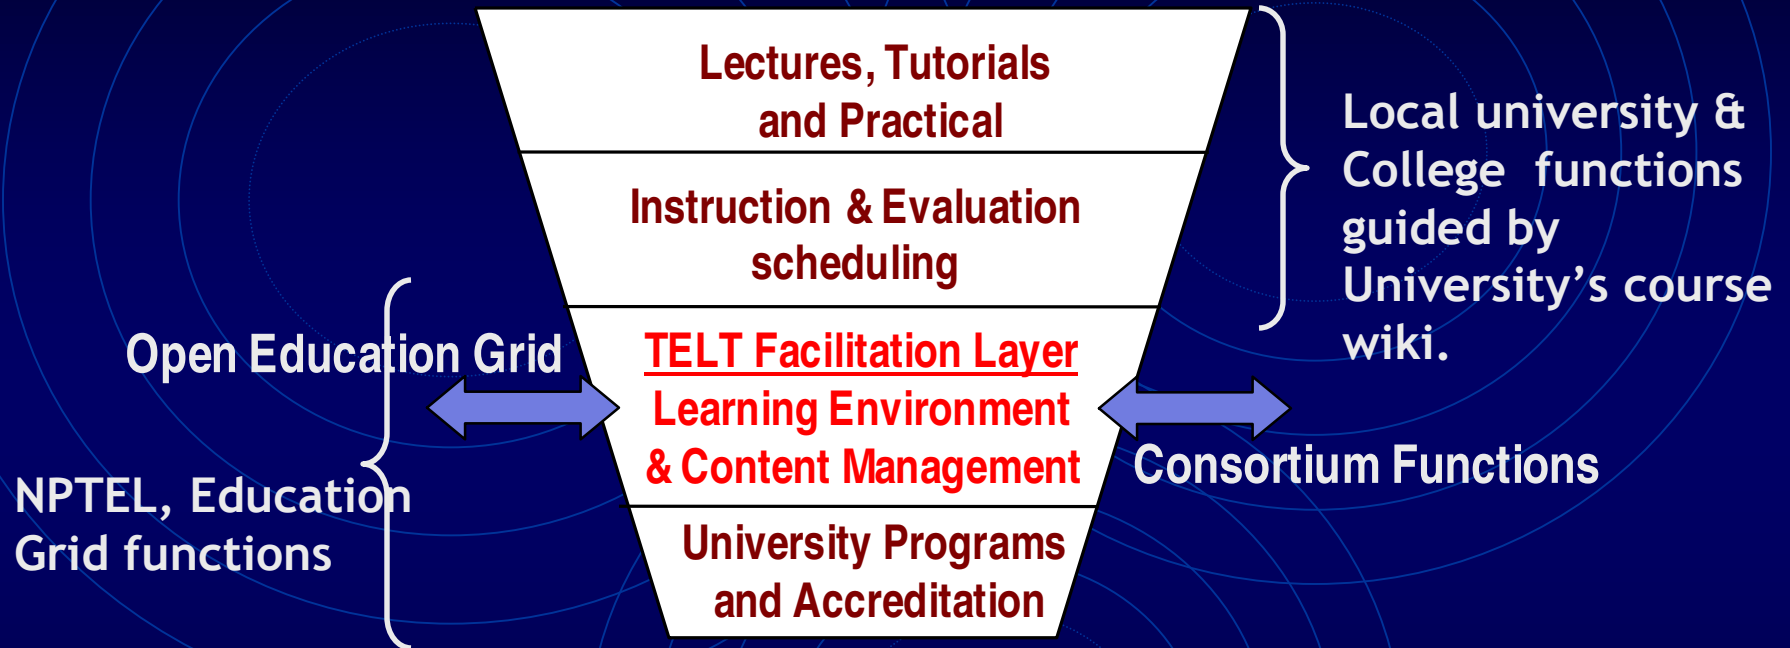 Lectures, Tutorials
and Practical
Instruction & Evaluation
scheduling
TELT Facilitation Layer
Learning Environment
& Content Management
University Programs
and Accreditation
Local university &
College functions
guided by
University’s course
wiki.
Open Education Grid
NPTEL, Education
Grid functions
Consortium Functions